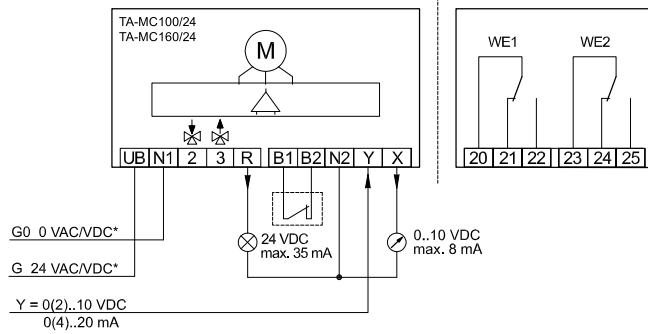 TA-MC100/24
TA-MC160/24
M
WE1 WE2
UB N1 2 3 R B1 B2 N2 Y X
20 21 22 23 24 25
G0 0 VAC/VDC*
24 VDC
max. 35 mA
0..10 VDC
max. 8 mA
G 24 VAC/VDC*
Y = 0(2)..10 VDC
0(4)..20 mA